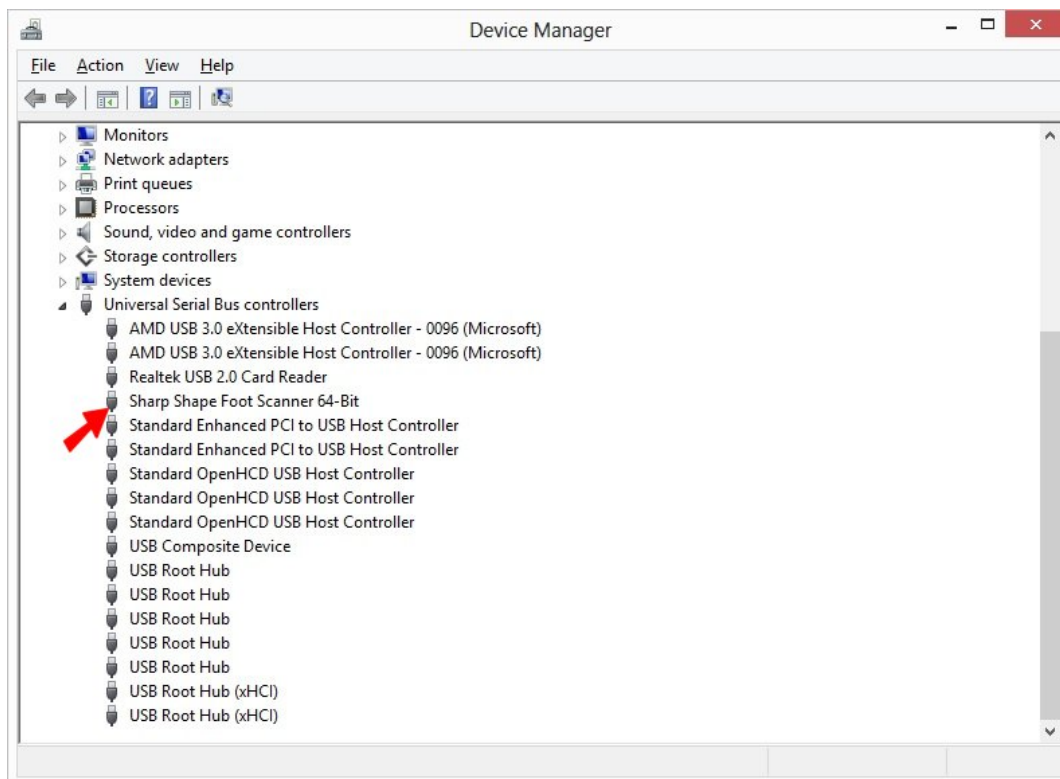 Device Manager
File Action View Help
Monitors
Network adapters
Print queues
Processors
Sound, video and game controllers
Storage controllers
System devices
Universal Serial Bus controllers
AMD USB 3.0 eXtensible Host Controller - 0096 (Microsoft)
AMD USB 3.0 eXtensible Host Controller - 0096 (Microsoft)
Realtek USB 2.0 Card Reader
Sharp Shape Foot Scanner 64-Bit
Standard Enhanced PCI to USB Host Controller
Standard Enhanced PCI to USB Host Controller
Standard OpenHCD USB Host Controller
Standard OpenHCD USB Host Controller
Standard OpenHCD USB Host Controller
USB Composite Device
USB Root Hub
USB Root Hub
USB Root Hub
USB Root Hub
USB Root Hub
USB Root Hub (xHCI)
USB Root Hub (xHCI)